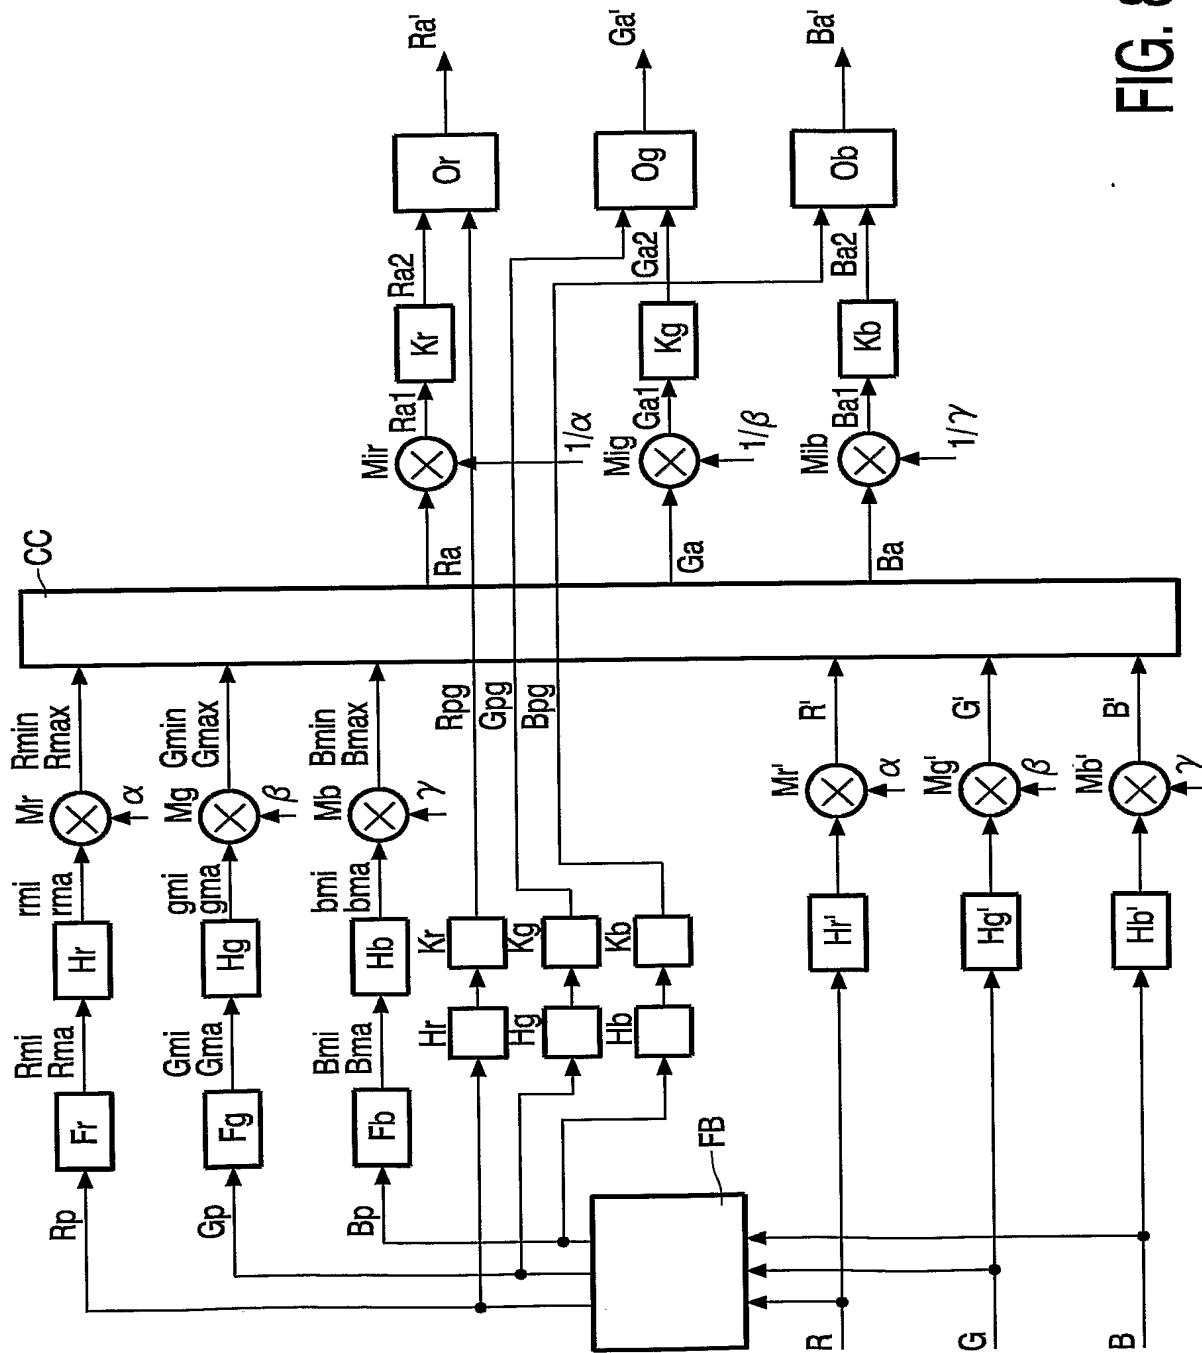 Rp
Fr
Rmi
Rma
Hr
rmi
rma
Mr
α
Rmin
Rmax
CC
Gp
Fg
Gmi
Gma
Hg
gmi
gma
Mg
β
Gmin
Gmax
Bp
Fb
Bmi
Bma
Hb
bmi
bma
Mb
γ
Bmin
Bmax
Hr
Kr
Rpg
Hg
Kg
Gpg
Hb
Kb
Bpg
FB
R
Hr'
Mr'
α
R'
G
Hg'
Mg'
β
G'
B
Hb'
Mb'
γ
B'
Ra
Mir
1/α
Ra1
Kr
Ra2
Or
Ra'
Ga
Mig
1/β
Ga1
Kg
Ga2
Og
Ga'
Ba
Mib
1/γ
Ba1
Kb
Ba2
Ob
Ba'
FIG. 8